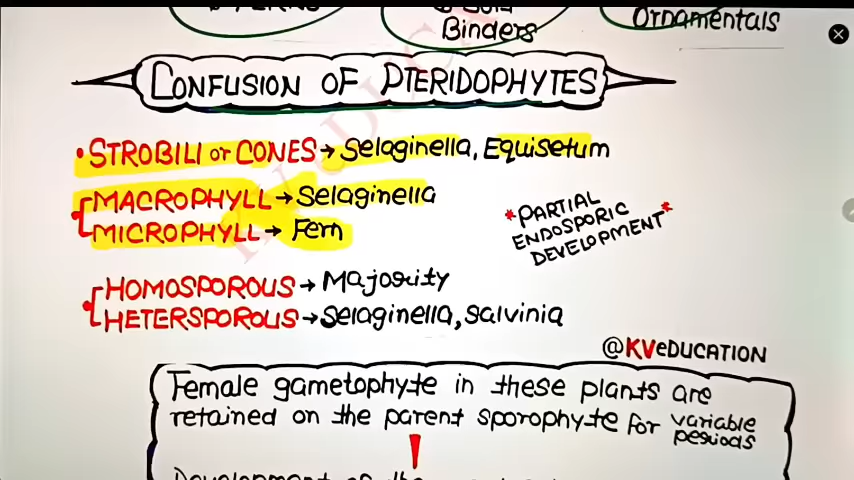 Binders
Ornamentals
CONFUSION OF PTERIDOPHYTES
• STROBILI or CONES → Selaginella, Equisetum
MACROPHYLL → Selaginella
MICROPHYLL → Fern
*PARTIAL
ENDOSPORIC
DEVELOPMENT*
HOMOSPOROUS → Majority
HETERSPOROUS → Selaginella, Salvinia
@KVeDUCATION
Female gametophyte in these plants are
retained on the parent sporophyte for variable
periods